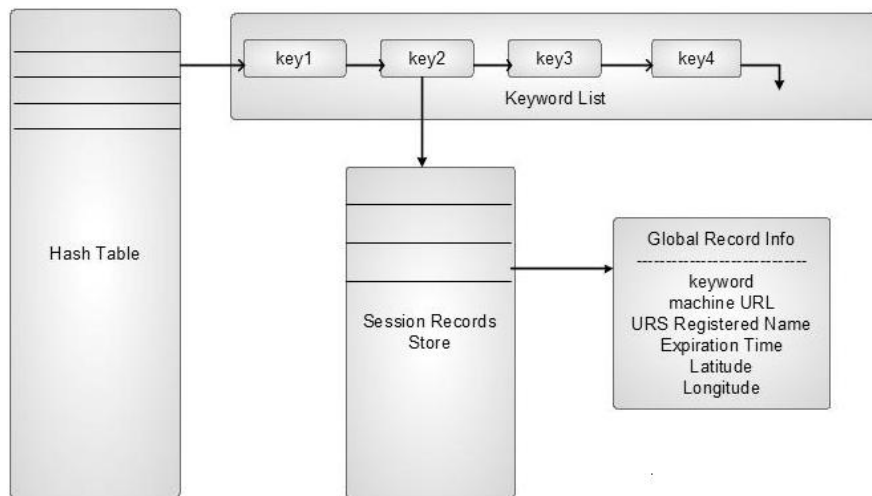 key1
key2
key3
key4
Keyword List
Hash Table
Session Records
Store
Global Record Info
----------------------------
keyword
machine URL
URS Registered Name
Expiration Time
Latitude
Longitude